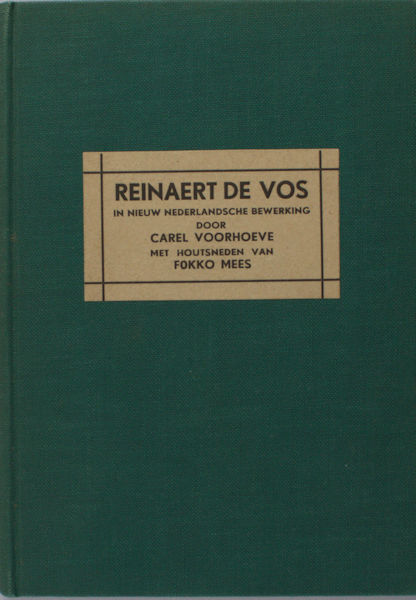 REINAERT DE VOS
IN NIEUW NEDERLANDSCHE BEWERKING
DOOR
CAREL VOORHOEVE
MET HOUTSNEDEN VAN
FOKKO MEES